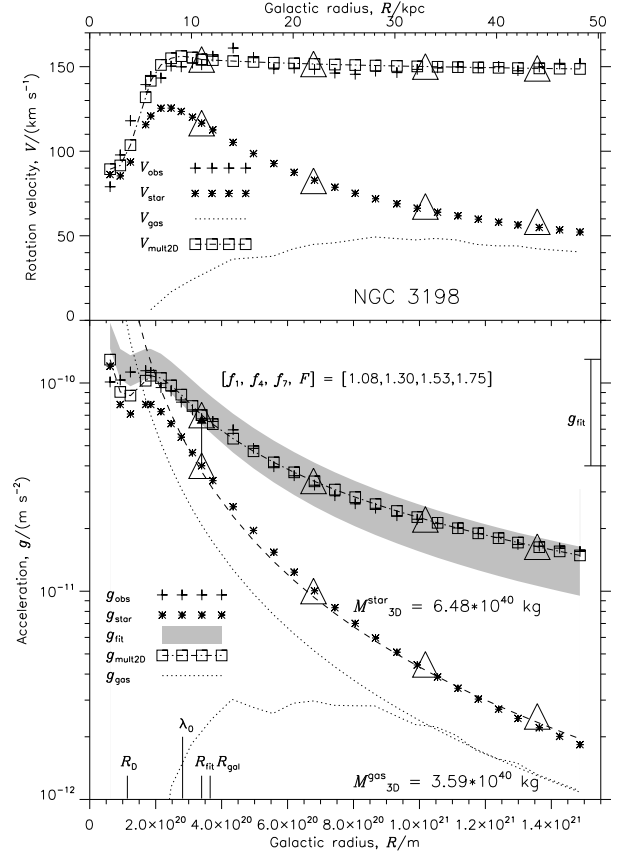 Galactic radius, R/kpc
0 10 20 30 40 50
Rotation velocity, V/(km s⁻¹)
150
100
50
0
V_obs
V_star
V_gas
V_mult2D
NGC 3198
[f₁, f₄, f₇, F] = [1.08,1.30,1.53,1.75]
g_fit
Acceleration, g/(m s⁻²)
10⁻¹⁰
10⁻¹¹
10⁻¹²
g_obs
g_star
g_fit
g_mult2D
g_gas
M^star_3D = 6.48*10⁴⁰ kg
λ₀
R_D R_fit R_gal
M^gas_3D = 3.59*10⁴⁰ kg
0 2.0×10²⁰ 4.0×10²⁰ 6.0×10²⁰ 8.0×10²⁰ 1.0×10²¹ 1.2×10²¹ 1.4×10²¹
Galactic radius, R/m